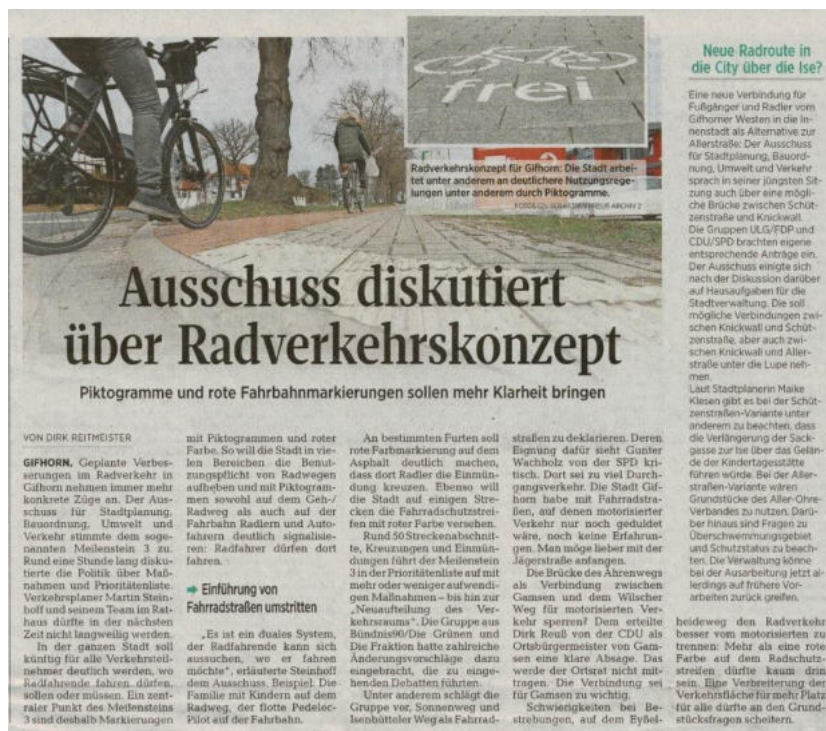 frei
Radverkehrskonzept für Gifhorn: Die Stadt arbei-
tet unter anderem an deutlichere Nutzungsrege-
lungen unter anderem durch Piktogramme.
Ausschuss diskutiert
über Radverkehrskonzept
Piktogramme und rote Fahrbahnmarkierungen sollen mehr Klarheit bringen
VON DIRK REITMEISTER
GIFHORN. Geplante Verbes-
serungen im Radverkehr in
Gifhorn nehmen immer mehr
konkrete Züge an. Der Aus-
schuss für Stadtplanung,
Bauordnung, Umwelt und
Verkehr stimmte dem soge-
nannten Meilenstein 3 zu.
Rund eine Stunde lang disku-
tierte die Politik über Maß-
nahmen und Prioritätenliste.
Verkehrsplaner Martin Stein-
hoff und seinem Team im Rat-
haus dürfte in der nächsten
Zeit nicht langweilig werden.
In der ganzen Stadt soll
künftig für alle Verkehrsteil-
nehmer deutlich werden, wo
Radfahrende fahren dürfen,
sollen oder müssen. Ein zent-
raler Punkt des Meilensteins
3 sind deshalb Markierungen
mit Piktogrammen und roter
Farbe. So will die Stadt in vie-
len Bereichen die Benut-
zungspflicht von Radwegen
aufheben und mit Piktogram-
men sowohl auf dem Geh-/
Radweg als auch auf der
Fahrbahn Radlern und Auto-
fahrern deutlich signalisie-
ren: Radfahrer dürfen dort
fahren.
➡ Einführung von
Fahrradstraßen umstritten
„Es ist ein duales System,
der Radfahrende kann sich
aussuchen, wo er fahren
möchte“, erläuterte Steinhoff
dem Ausschuss. Beispiel: Die
Familie mit Kindern auf dem
Radweg, der flotte Pedelec-
Pilot auf der Fahrbahn.
An bestimmten Furten soll
rote Farbmarkierung auf dem
Asphalt deutlich machen,
dass dort Radler die Einmün-
dung kreuzen. Ebenso will
die Stadt auf einigen Stre-
cken die Fahrradschutzstrei-
fen mit roter Farbe versehen.
Rund 50 Streckenabschnit-
te, Kreuzungen und Einmün-
dungen führt der Meilenstein
3 in der Prioritätenliste auf mit
mehr oder weniger aufwendi-
gen Maßnahmen – bis hin zur
„Neuaufteilung des Ver-
kehrsraums“. Die Gruppe aus
Bündnis90/Die Grünen und
Die Fraktion hatte zahlreiche
Änderungsvorschläge dazu
eingebracht, die zu einge-
henden Debatten führten.
Unter anderem schlägt die
Gruppe vor, Sonnenweg und
Isenbütteler Weg als Fahrrad-
straßen zu deklarieren. Deren
Eignung dafür sieht Gunter
Wachholz von der SPD kri-
tisch. Dort sei zu viel Durch-
gangsverkehr. Die Stadt Gif-
horn habe mit Fahrradstra-
ßen, auf denen motorisierter
Verkehr nur noch geduldet
wäre, noch keine Erfahrun-
gen. Man möge lieber mit der
Jägerstraße anfangen.
Die Brücke des Ährenwegs
als Verbindung zwischen
Gamsen und dem Wilscher
Weg für motorisierten Ver-
kehr sperren? Dem erteilte
Dirk Reuß von der CDU als
Ortsbürgermeister von Gam-
sen eine klare Absage. Das
werde der Ortsrat nicht mit-
tragen. Die Verbindung sei
für Gamsen zu wichtig.
Schwierigkeiten bei Be-
strebungen, auf dem Eyßel-
heideweg den Radverkehr
besser vom motorisierten zu
trennen: Mehr als eine rote
Farbe auf dem Radschutz-
streifen dürfte kaum drin
sein. Eine Verbreiterung der
Verkehrsfläche für mehr Platz
für alle dürfte an den Grund-
stücksfragen scheitern.
Neue Radroute in
die City über die Ise?
Eine neue Verbindung für
Fußgänger und Radler vom
Gifhorner Westen in die In-
nenstadt als Alternative zur
Allerstraße: Der Ausschuss
für Stadtplanung, Bauord-
nung, Umwelt und Verkehr
sprach in seiner jüngsten Sit-
zung auch über eine mögli-
che Brücke zwischen Schüt-
zenstraße und Knickwall.
Die Gruppen ULG/FDP und
CDU/SPD brachten eigene
entsprechende Anträge ein.
Der Ausschuss einigte sich
nach der Diskussion darüber
auf Hausaufgaben für die
Stadtverwaltung. Die soll
mögliche Verbindungen zwi-
schen Knickwall und Schüt-
zenstraße, aber auch zwi-
schen Knickwall und Aller-
straße unter die Lupe neh-
men.
Laut Stadtplanerin Maike
Klesen gibt es bei der Schüt-
zenstraßen-Variante unter
anderem zu beachten, dass
die Verlängerung der Sack-
gasse zur Ise über das Gelän-
de der Kindertagesstätte
führen würde. Bei der Aller-
straßen-Variante wären
Grundstücke des Aller-Ohre-
Verbandes zu nutzen. Darü-
ber hinaus sind Fragen zu
Überschwemmungsgebiet
und Schutzstatus zu beach-
ten. Die Verwaltung könne
bei der Ausarbeitung jetzt al-
lerdings auf frühere Vor-
arbeiten zurück greifen.